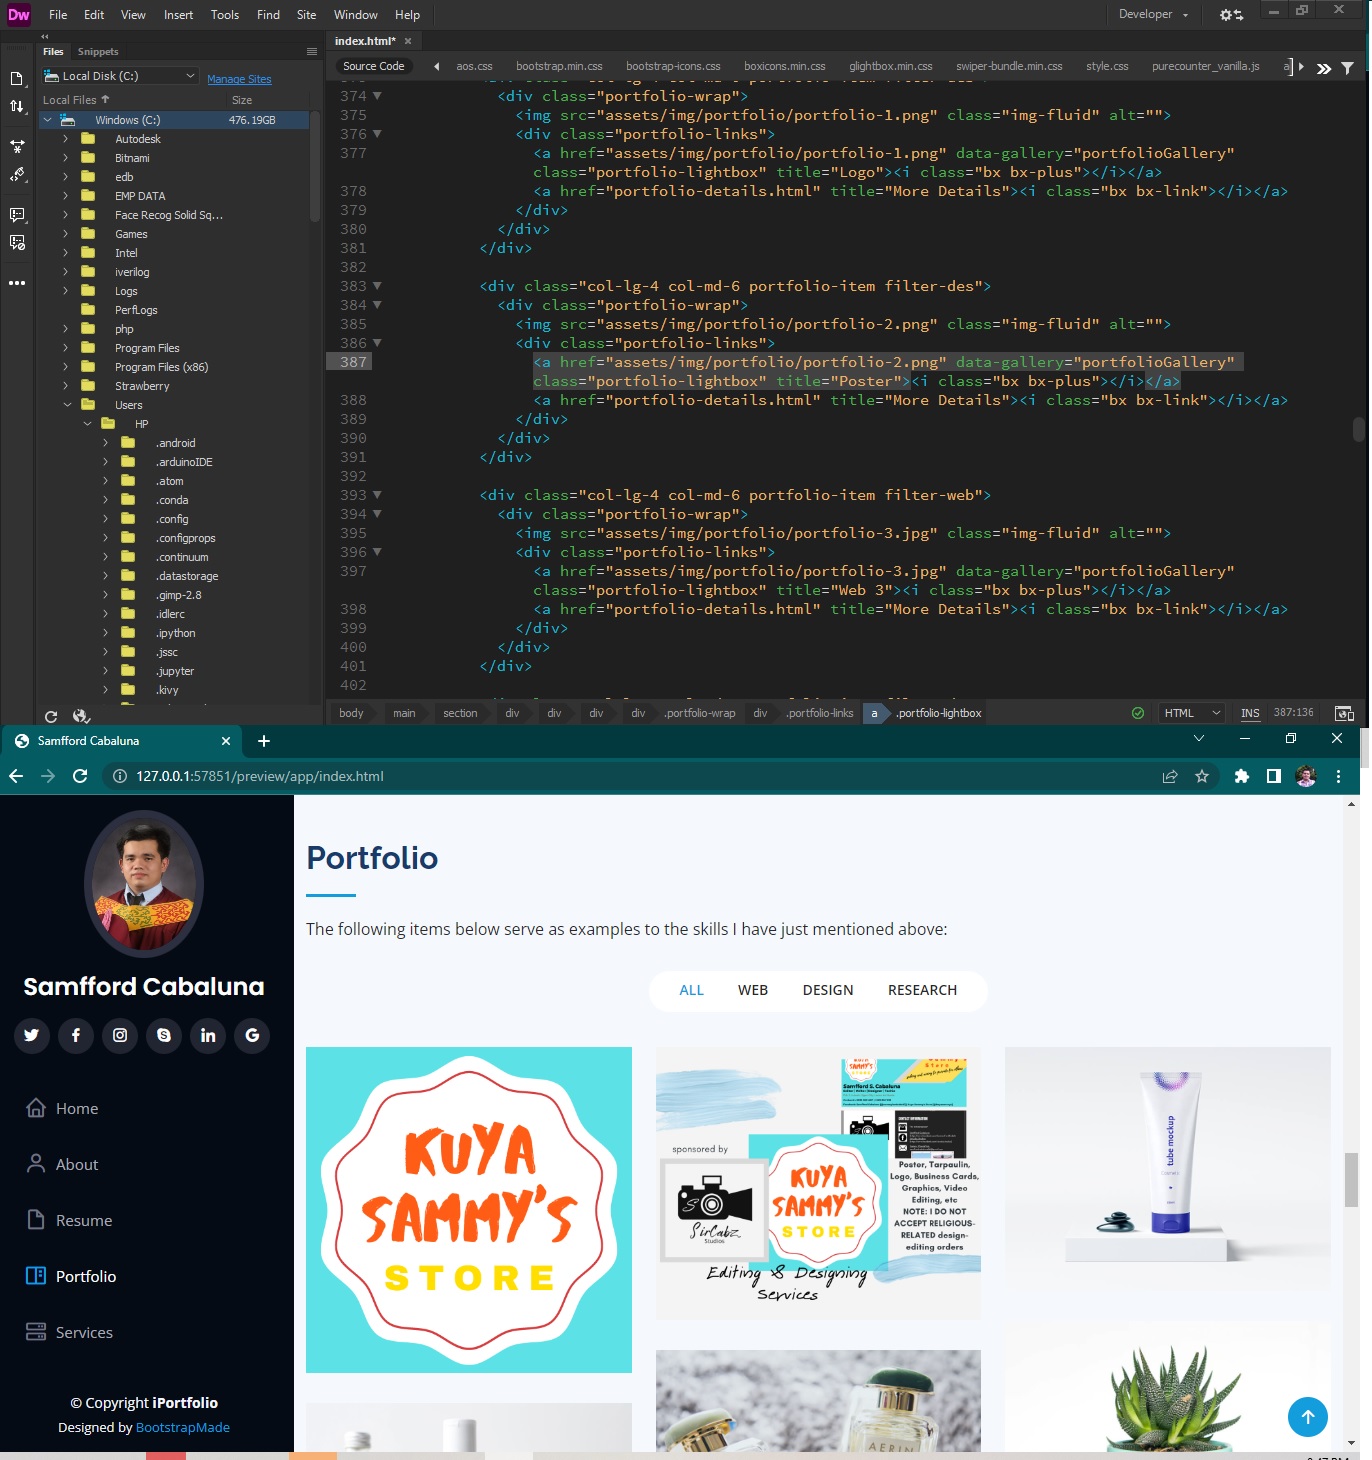 Dw File Edit View Insert Tools Find Site Window Help Developer
Files Snippets
index.html* ×
Local Disk (C:) Manage Sites
Source Code aos.css bootstrap.min.css bootstrap-icons.css boxicons.min.css glightbox.min.css swiper-bundle.min.css style.css purecounter_vanilla.js
Local Files Size
Windows (C:) 476.19GB
Autodesk
Bitnami
edb
EMP DATA
Face Recog Solid Sq...
Games
Intel
iverilog
Logs
PerfLogs
php
Program Files
Program Files (x86)
Strawberry
Users
HP
.android
.arduinoIDE
.atom
.conda
.config
.configprops
.continuum
.datastorage
.gimp-2.8
.idlerc
.ipython
.jssc
.jupyter
.kivy
374 <div class="portfolio-wrap">
375 <img src="assets/img/portfolio/portfolio-1.png" class="img-fluid" alt="">
376 <div class="portfolio-links">
377 <a href="assets/img/portfolio/portfolio-1.png" data-gallery="portfolioGallery"
class="portfolio-lightbox" title="Logo"><i class="bx bx-plus"></i></a>
378 <a href="portfolio-details.html" title="More Details"><i class="bx bx-link"></i></a>
379 </div>
380 </div>
381 </div>
382
383 <div class="col-lg-4 col-md-6 portfolio-item filter-des">
384 <div class="portfolio-wrap">
385 <img src="assets/img/portfolio/portfolio-2.png" class="img-fluid" alt="">
386 <div class="portfolio-links">
387 <a href="assets/img/portfolio/portfolio-2.png" data-gallery="portfolioGallery"
class="portfolio-lightbox" title="Poster"><i class="bx bx-plus"></i></a>
388 <a href="portfolio-details.html" title="More Details"><i class="bx bx-link"></i></a>
389 </div>
390 </div>
391 </div>
392
393 <div class="col-lg-4 col-md-6 portfolio-item filter-web">
394 <div class="portfolio-wrap">
395 <img src="assets/img/portfolio/portfolio-3.jpg" class="img-fluid" alt="">
396 <div class="portfolio-links">
397 <a href="assets/img/portfolio/portfolio-3.jpg" data-gallery="portfolioGallery"
class="portfolio-lightbox" title="Web 3"><i class="bx bx-plus"></i></a>
398 <a href="portfolio-details.html" title="More Details"><i class="bx bx-link"></i></a>
399 </div>
400 </div>
401 </div>
402
body main section div div div div .portfolio-wrap div .portfolio-links a .portfolio-lightbox HTML INS 387:136
Samfford Cabaluna
127.0.0.1:57851/preview/app/index.html
Samfford Cabaluna
Home
About
Resume
Portfolio
Services
© Copyright iPortfolio
Designed by BootstrapMade
Portfolio
The following items below serve as examples to the skills I have just mentioned above:
ALL WEB DESIGN RESEARCH
KUYA
SAMMY'S
STORE
Store
Samfford S. Cabaluna
sponsored by
SirCabz
Studios
KUYA
SAMMY'S
STORE
Poster, Tarpaulin,
Logo, Business Cards,
Graphics, Video
Editing, etc
NOTE: I DO NOT
ACCEPT RELIGIOUS-
RELATED design-
editing orders
Editing & Designing
Services
tube mockup
AERIN